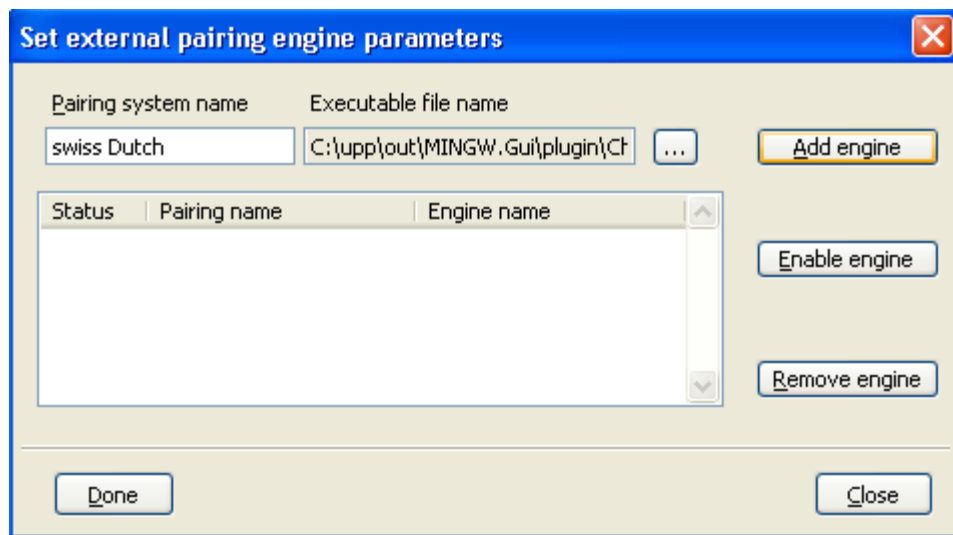 Set external pairing engine parameters
Pairing system name Executable file name
swiss Dutch C:\upp\out\MINGW.Gui\plugin\Ch ... Add engine
Status Pairing name Engine name
Enable engine
Remove engine
Done Close